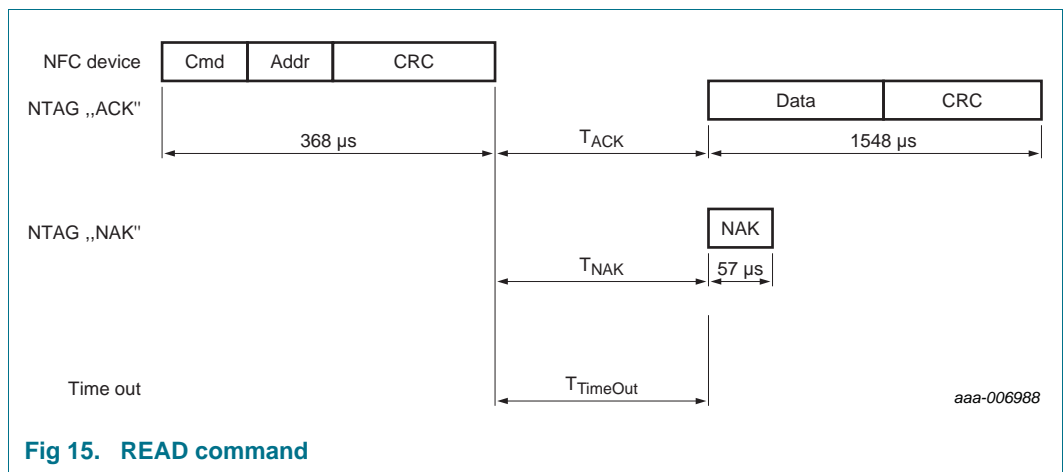 NFC device Cmd Addr CRC
NTAG ,,ACK" Data CRC
368 µs TACK 1548 µs
NTAG ,,NAK" NAK
TNAK 57 µs
Time out TTimeOut
aaa-006988
Fig 15. READ command